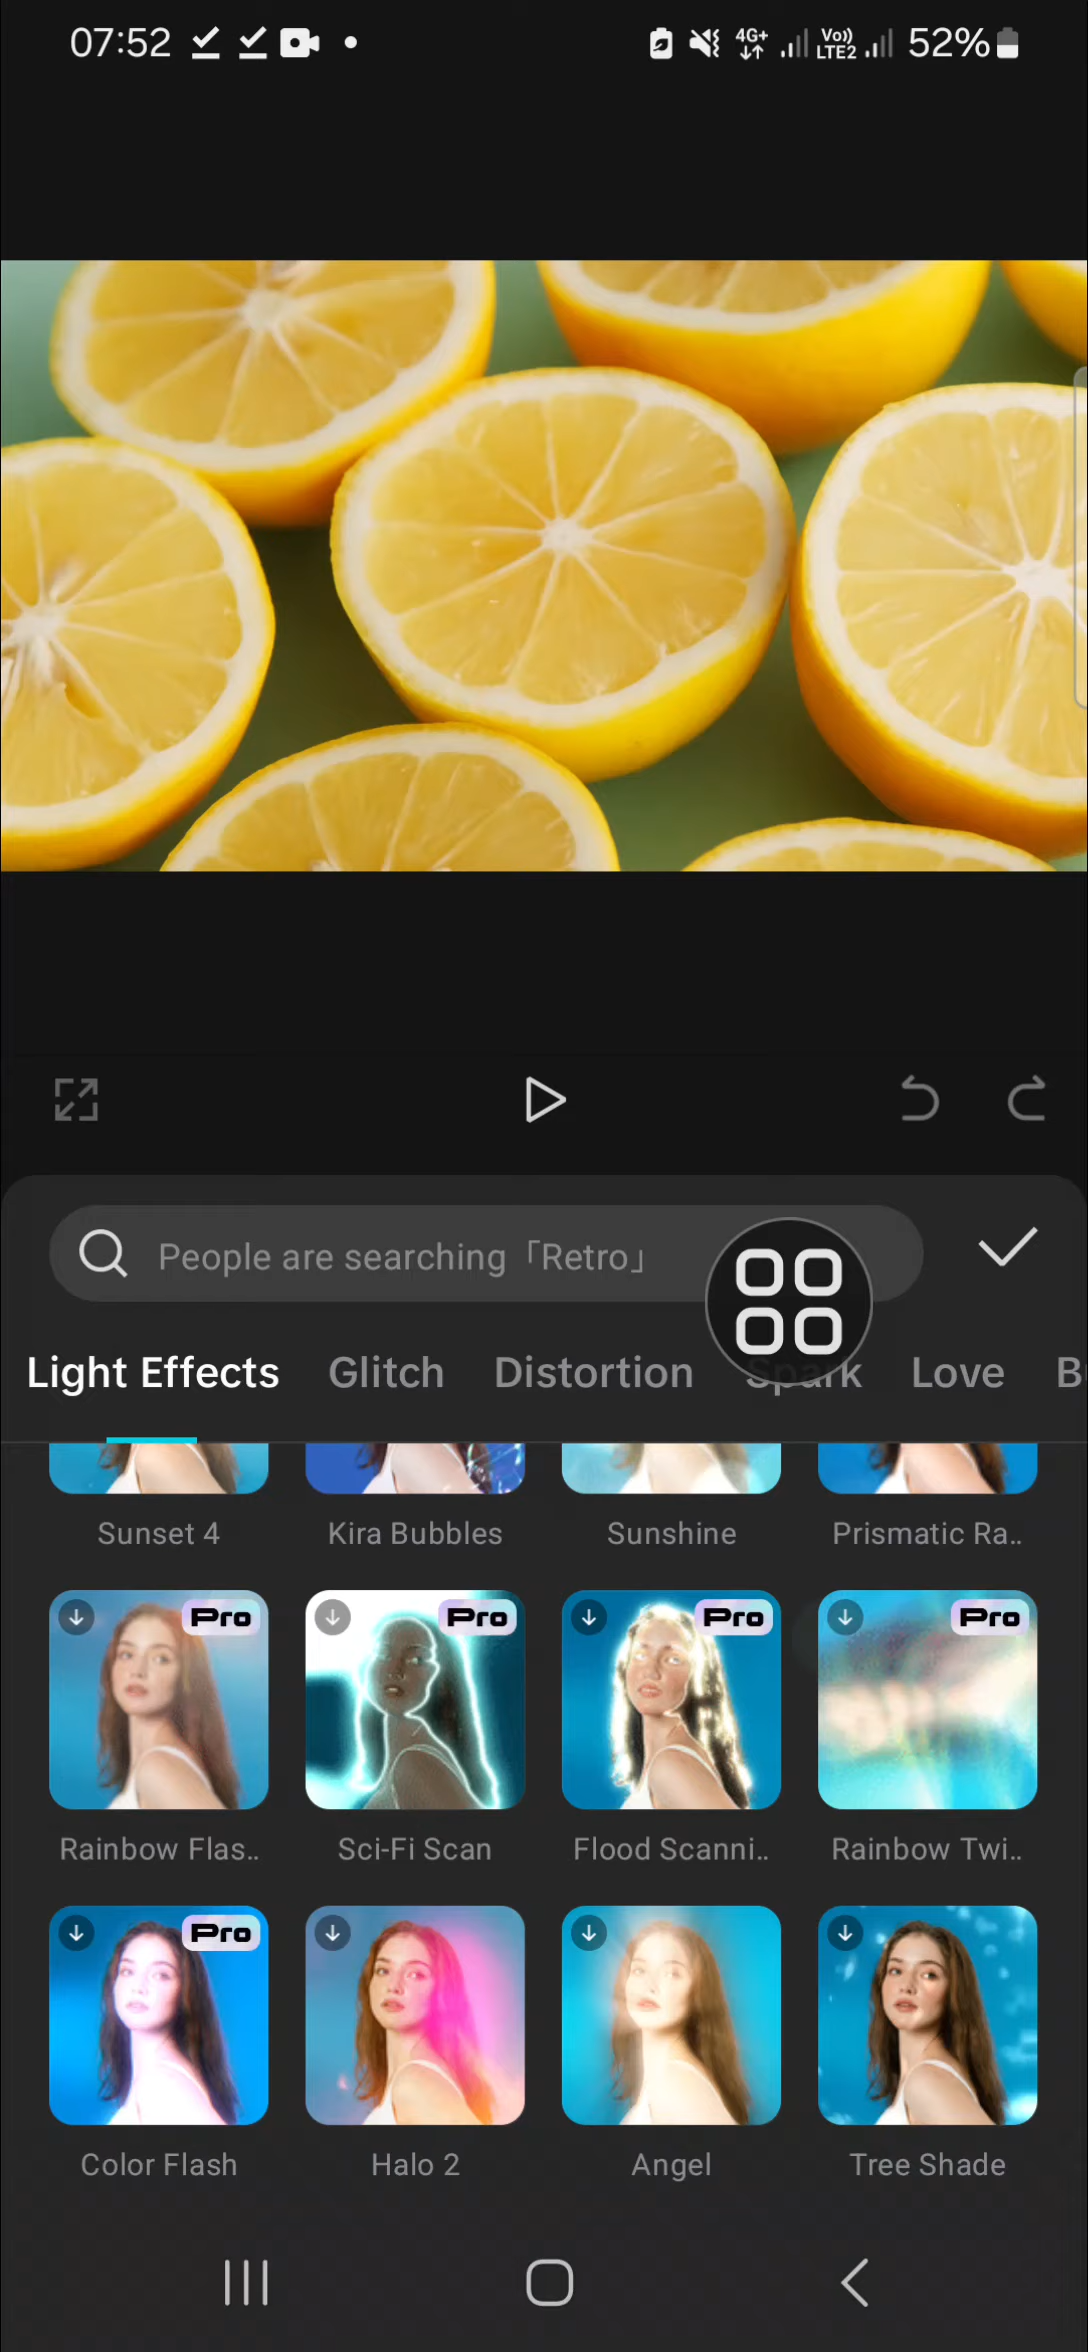 07:52 4G+ Vo)) LTE2 52%
People are searching「Retro」
Light Effects Glitch Distortion Spark Love B
Sunset 4 Kira Bubbles Sunshine Prismatic Ra..
Pro Pro Pro Pro
Rainbow Flas.. Sci-Fi Scan Flood Scanni.. Rainbow Twi..
Pro
Color Flash Halo 2 Angel Tree Shade